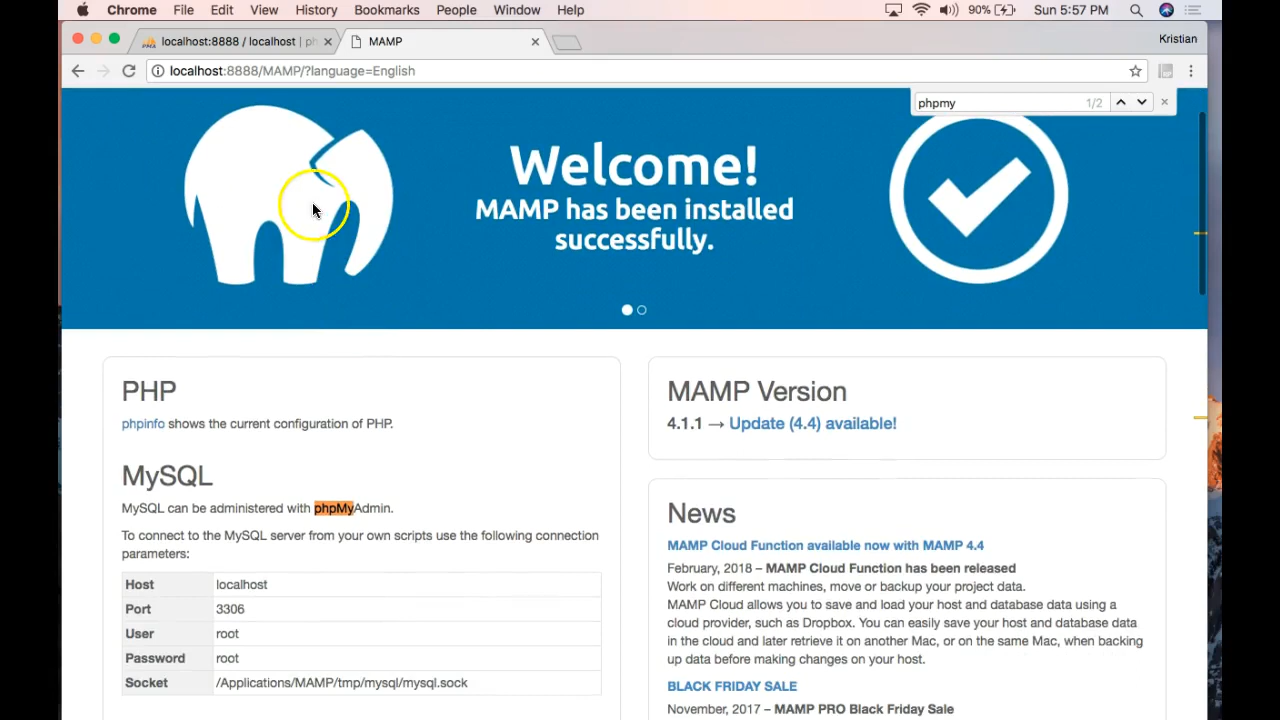 Chrome File Edit View History Bookmarks People Window Help 90% Sun 5:57 PM
localhost:8888 / localhost | ph MAMP Kristian
localhost:8888/MAMP/?language=English
phpmy 1/2
Welcome!
MAMP has been installed
successfully.
PHP
phpinfo shows the current configuration of PHP.
MySQL
MySQL can be administered with phpMyAdmin.
To connect to the MySQL server from your own scripts use the following connection
parameters:
Host localhost
Port 3306
User root
Password root
Socket /Applications/MAMP/tmp/mysql/mysql.sock
MAMP Version
4.1.1 → Update (4.4) available!
News
MAMP Cloud Function available now with MAMP 4.4
February, 2018 – MAMP Cloud Function has been released
Work on different machines, move or backup your project data.
MAMP Cloud allows you to save and load your host and database data using a
cloud provider, such as Dropbox. You can easily save your host and database data
in the cloud and later retrieve it on another Mac, or on the same Mac, when backing
up data before making changes on your host.
BLACK FRIDAY SALE
November, 2017 – MAMP PRO Black Friday Sale